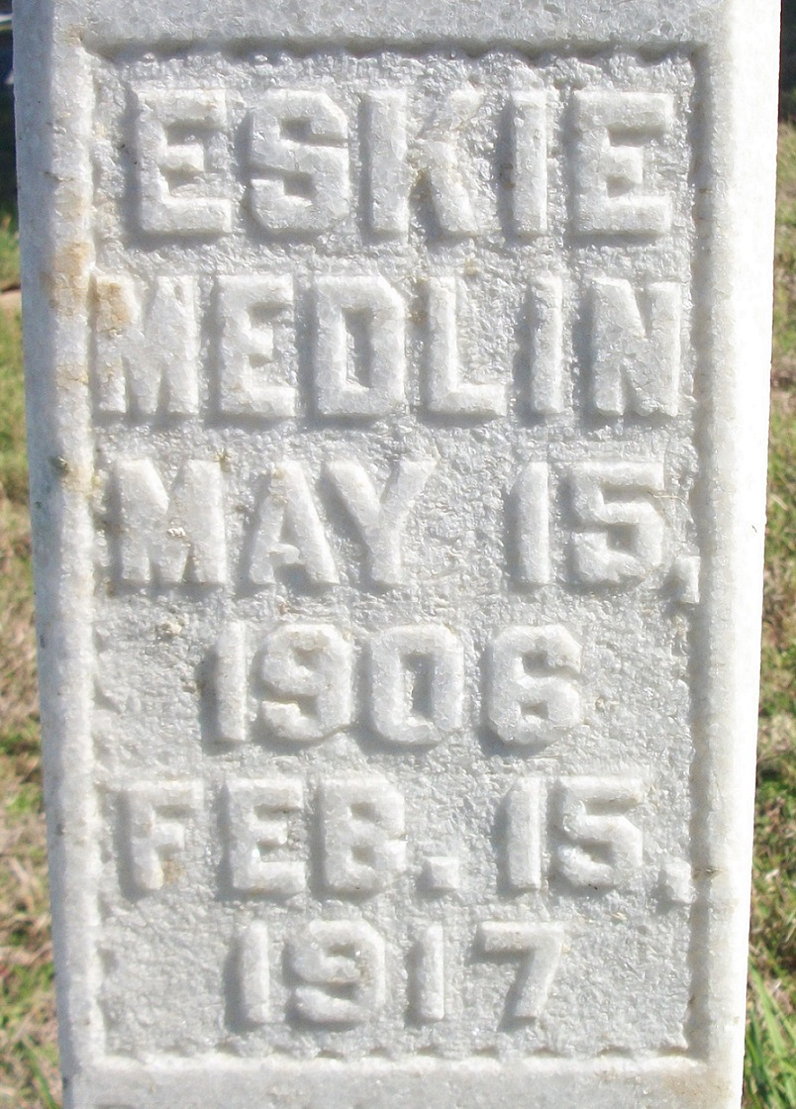 ESKIE
MEDLIN
MAY 15,
1906
FEB. 15.
1917